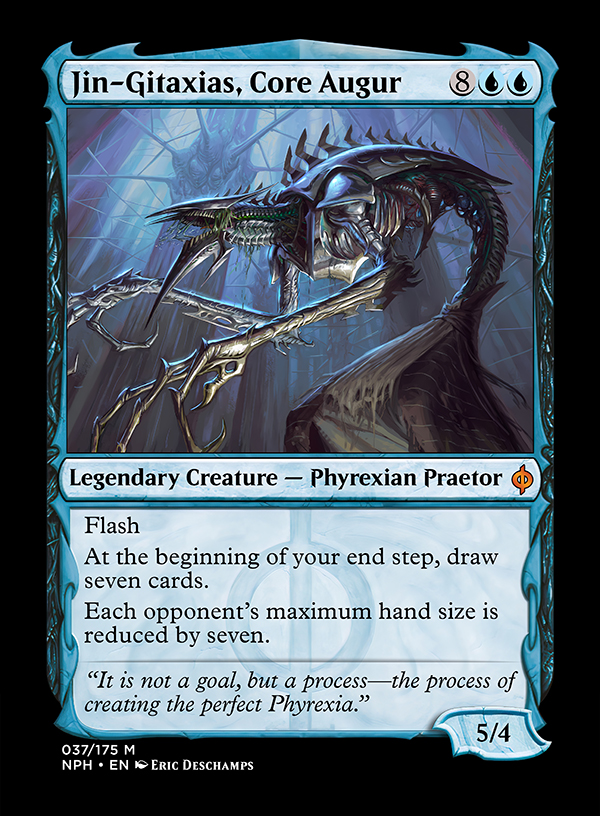 Jin-Gitaxias, Core Augur 8
Legendary Creature — Phyrexian Praetor
Flash
At the beginning of your end step, draw
seven cards.
Each opponent's maximum hand size is
reduced by seven.
“It is not a goal, but a process—the process of
creating the perfect Phyrexia.”
5/4
037/175 M
NPH • EN Eric Deschamps